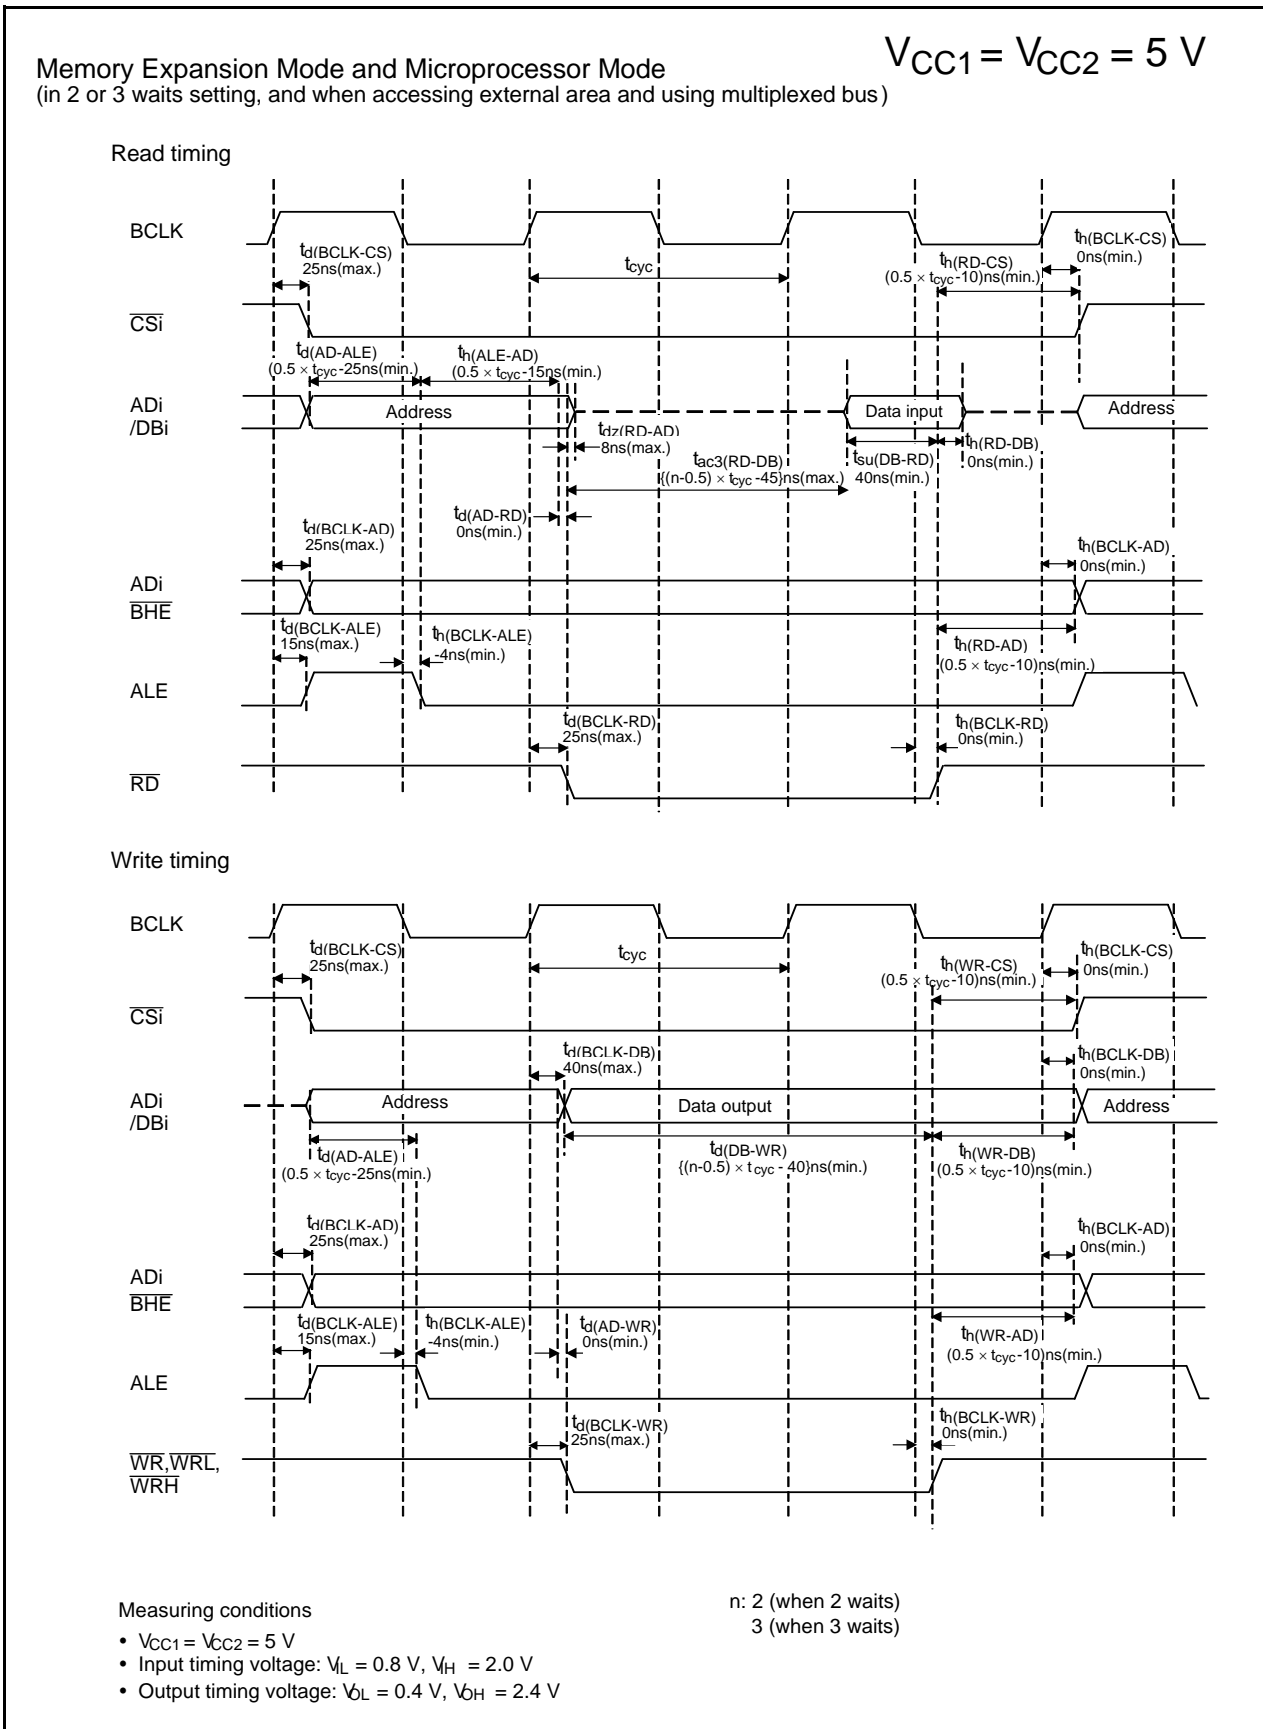 VCC1 = VCC2 = 5 V
Memory Expansion Mode and Microprocessor Mode
(in 2 or 3 waits setting, and when accessing external area and using multiplexed bus)
Read timing
BCLK
td(BCLK-CS)
25ns(max.)
tcyc
th(RD-CS)
(0.5 × tcyc-10)ns(min.)
th(BCLK-CS)
0ns(min.)
CSi
td(AD-ALE)
(0.5 × tcyc-25ns(min.)
th(ALE-AD)
(0.5 × tcyc-15ns(min.)
ADi
/DBi
Address
Data input
Address
tdz(RD-AD)
8ns(max.)
tac3(RD-DB)
{(n-0.5) × tcyc -45}ns(max.)
tsu(DB-RD)
40ns(min.)
th(RD-DB)
0ns(min.)
td(AD-RD)
0ns(min.)
td(BCLK-AD)
25ns(max.)
th(BCLK-AD)
0ns(min.)
ADi
BHE
td(BCLK-ALE)
15ns(max.)
th(BCLK-ALE)
-4ns(min.)
th(RD-AD)
(0.5 × tcyc-10)ns(min.)
ALE
td(BCLK-RD)
25ns(max.)
th(BCLK-RD)
0ns(min.)
RD
Write timing
BCLK
td(BCLK-CS)
25ns(max.)
tcyc
th(WR-CS)
(0.5 × tcyc-10)ns(min.)
th(BCLK-CS)
0ns(min.)
CSi
td(BCLK-DB)
40ns(max.)
th(BCLK-DB)
0ns(min.)
ADi
/DBi
Address
Data output
Address
td(AD-ALE)
(0.5 × tcyc-25ns(min.)
td(DB-WR)
{(n-0.5) × tcyc - 40}ns(min.)
th(WR-DB)
(0.5 × tcyc-10)ns(min.)
td(BCLK-AD)
25ns(max.)
th(BCLK-AD)
0ns(min.)
ADi
BHE
td(BCLK-ALE)
15ns(max.)
th(BCLK-ALE)
-4ns(min.)
td(AD-WR)
0ns(min.)
th(WR-AD)
(0.5 × tcyc-10)ns(min.)
ALE
td(BCLK-WR)
25ns(max.)
th(BCLK-WR)
0ns(min.)
WR,WRL,
WRH
Measuring conditions
• VCC1 = VCC2 = 5 V
• Input timing voltage: VIL = 0.8 V, VIH = 2.0 V
• Output timing voltage: VOL = 0.4 V, VOH = 2.4 V
n: 2 (when 2 waits)
3 (when 3 waits)